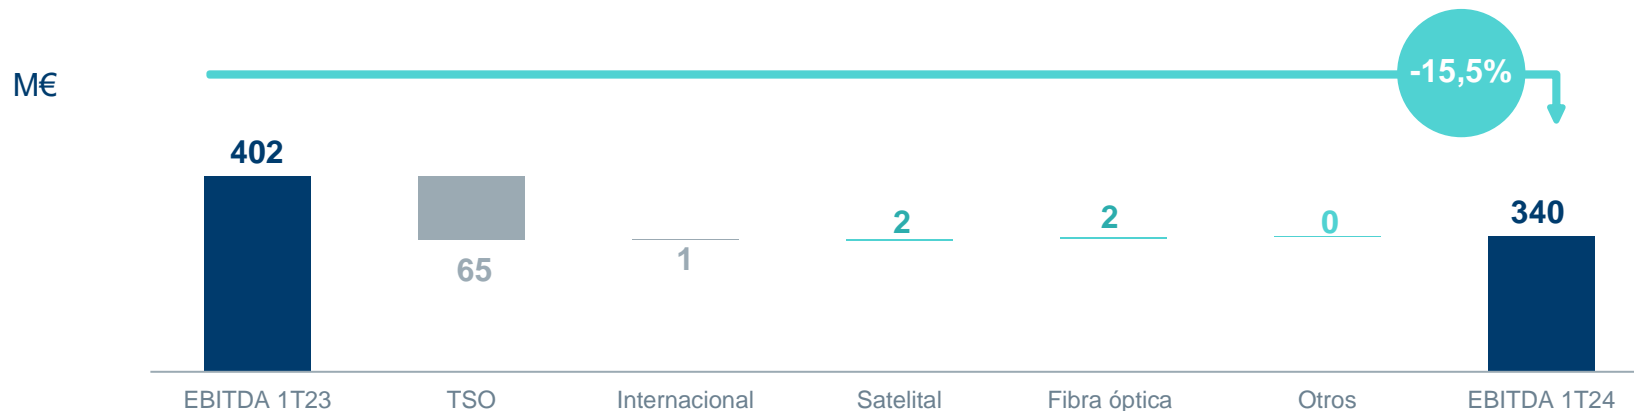 M€
-15,5%
402
65
1
2
2
0
340
EBITDA 1T23
TSO
Internacional
Satelital
Fibra óptica
Otros
EBITDA 1T24